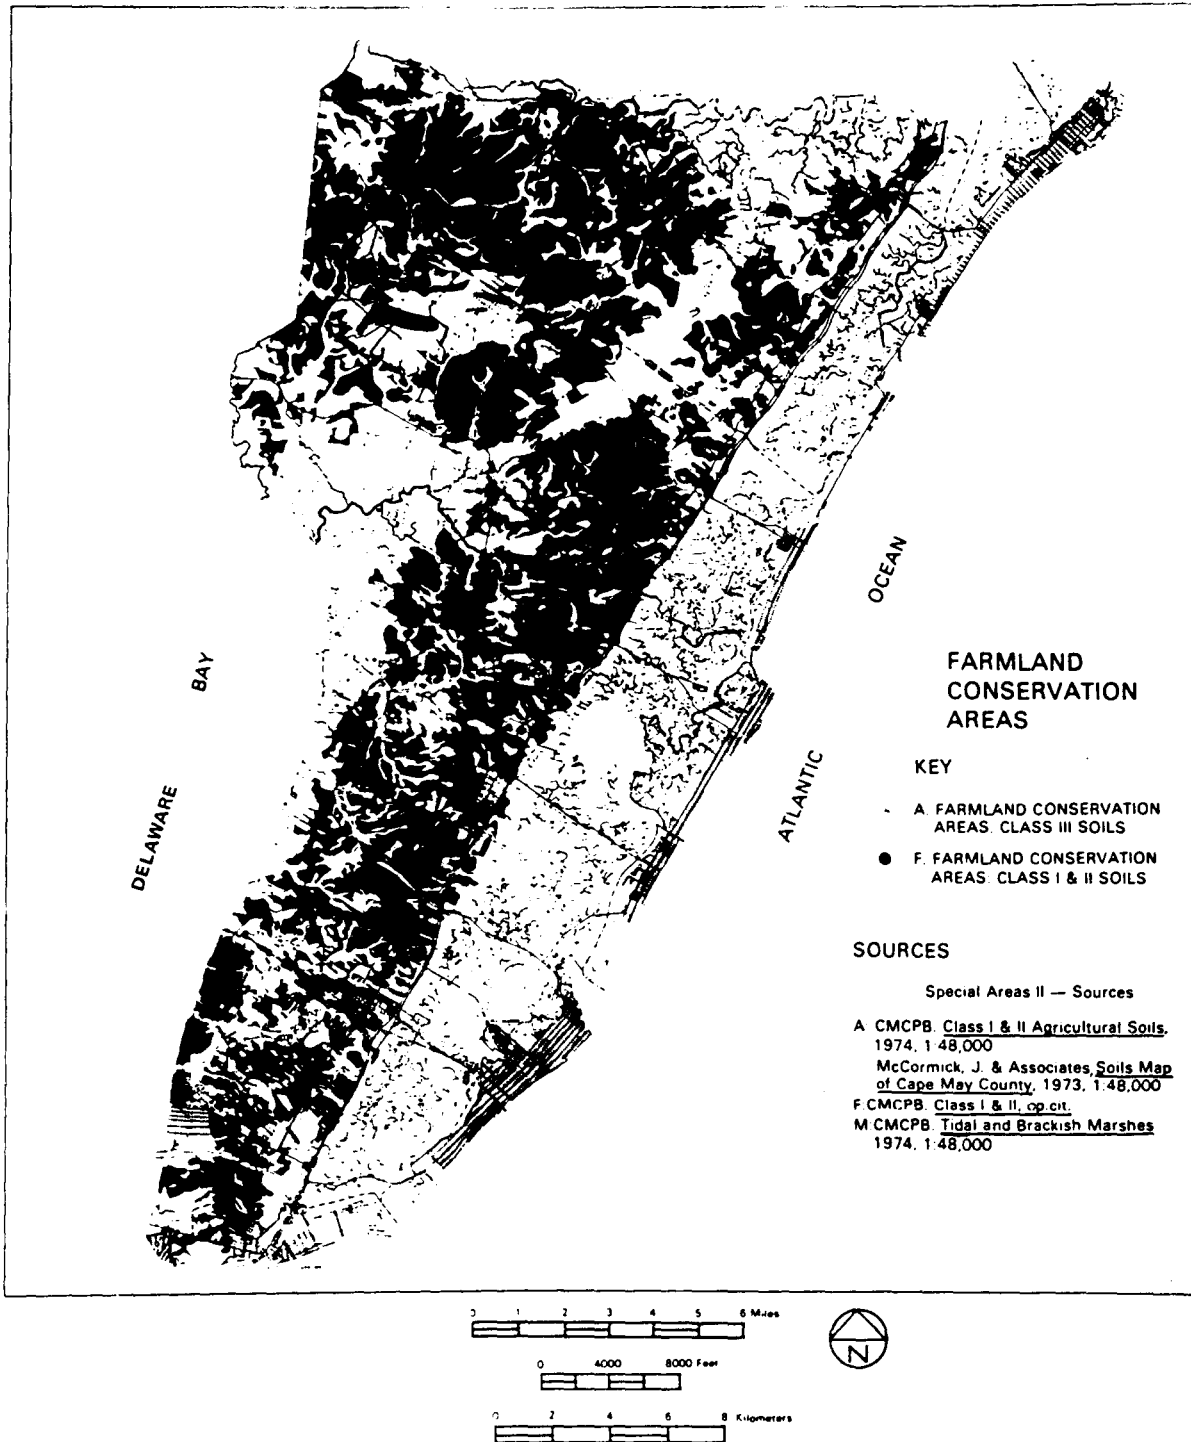 OCEAN
BAY
ATLANTIC
DELAWARE
FARMLAND
CONSERVATION
AREAS
KEY
- A. FARMLAND CONSERVATION
AREAS. CLASS III SOILS
● F. FARMLAND CONSERVATION
AREAS. CLASS I & II SOILS
SOURCES
Special Areas II — Sources
A CMCPB. Class I & II Agricultural Soils,
1974, 1:48,000
McCormick, J. & Associates, Soils Map
of Cape May County, 1973, 1:48,000
F. CMCPB. Class I & II, op.cit.
M CMCPB. Tidal and Brackish Marshes
1974, 1:48,000
0 1 2 3 4 5 6 Miles
0 4000 8000 Feet
N
0 2 4 6 8 Kilometers